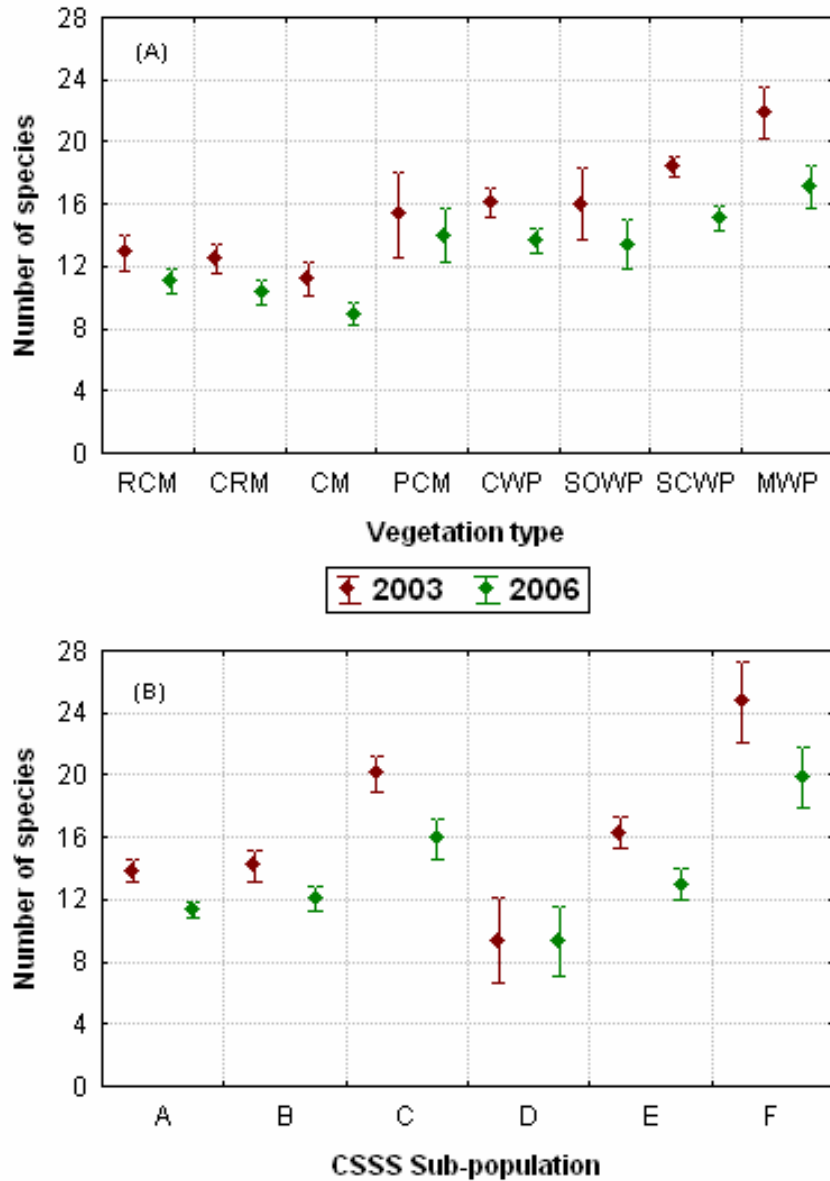 28
(A)
24
20
16
12
8
4
0
Number of species
RCM CRM CM PCM CWP SOWP SCWP MWP
Vegetation type
2003 2006
28
(B)
24
20
16
12
8
4
0
Number of species
A B C D E F
CSSS Sub-population